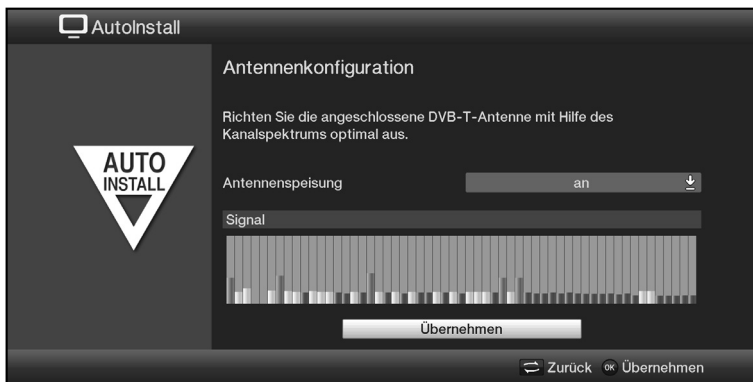 AutoInstall
Antennenkonfiguration
Richten Sie die angeschlossene DVB-T-Antenne mit Hilfe des
Kanalspektrums optimal aus.
AUTO
INSTALL
Antennenspeisung an
Signal
Übernehmen
Zurück OK Übernehmen